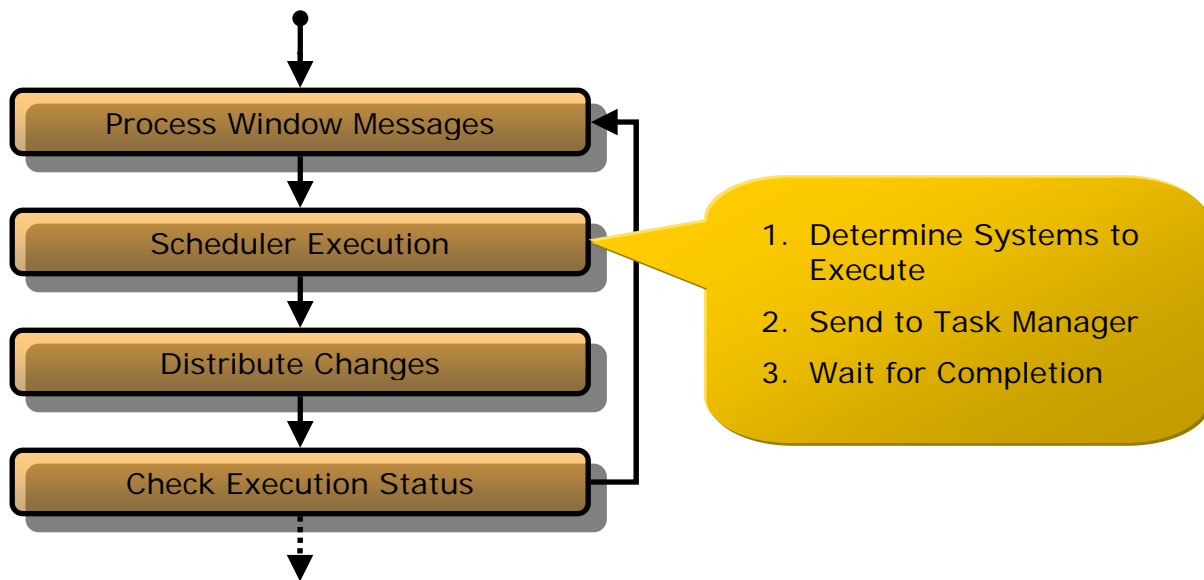 Process Window Messages
Scheduler Execution
Distribute Changes
Check Execution Status
1. Determine Systems to
Execute
2. Send to Task Manager
3. Wait for Completion